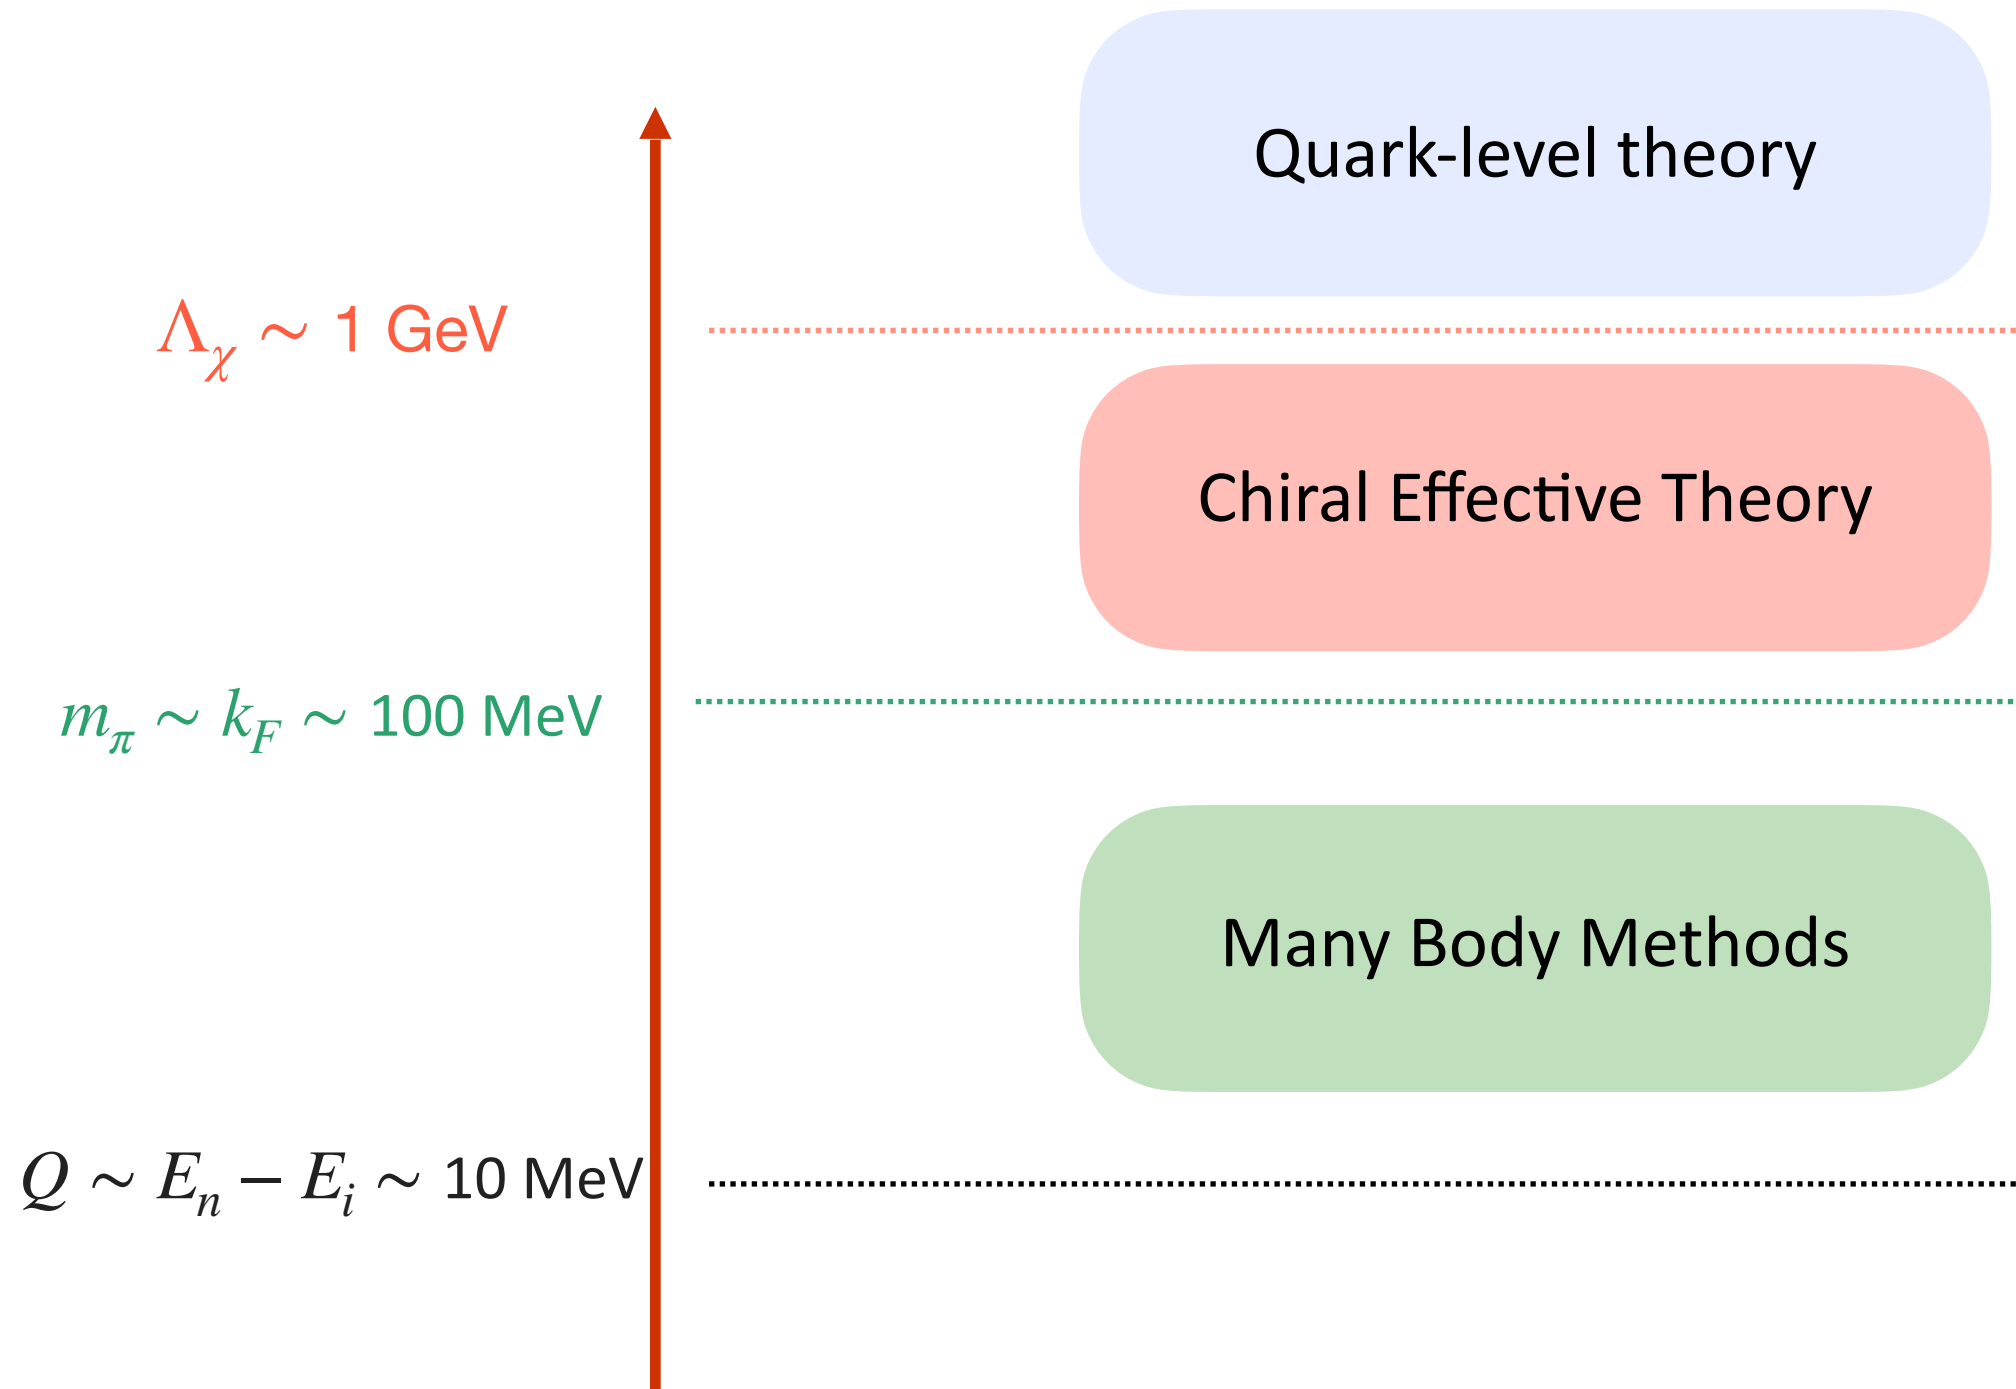 Quark-level theory
Λχ ~ 1 GeV
Chiral Effective Theory
mπ ~ kF ~ 100 MeV
Many Body Methods
Q ~ En − Ei ~ 10 MeV